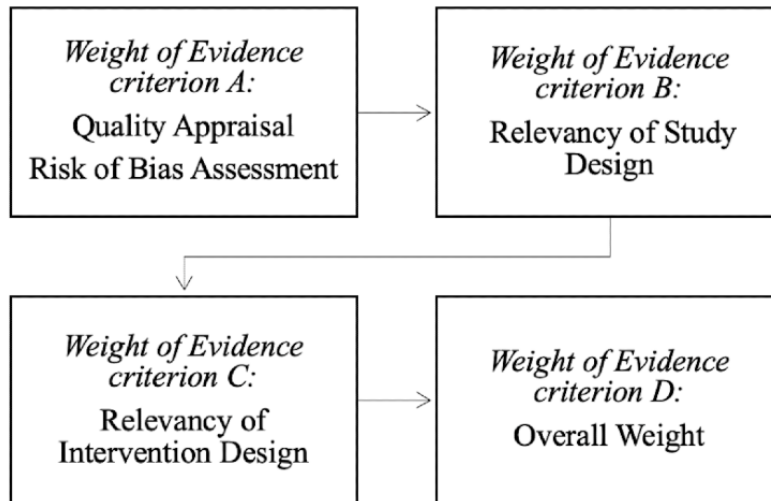 Weight of Evidence
criterion A:
Quality Appraisal
Risk of Bias Assessment
Weight of Evidence
criterion B:
Relevancy of Study
Design
Weight of Evidence
criterion C:
Relevancy of
Intervention Design
Weight of Evidence
criterion D:
Overall Weight